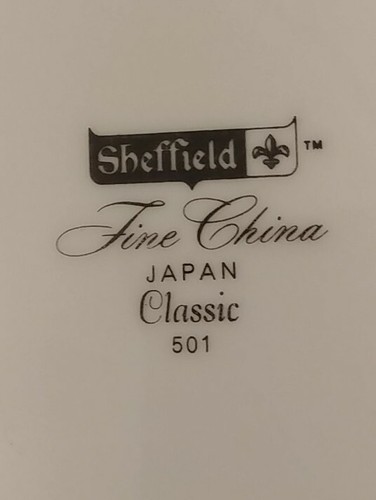 Sheffield ™
Fine China
JAPAN
Classic
501